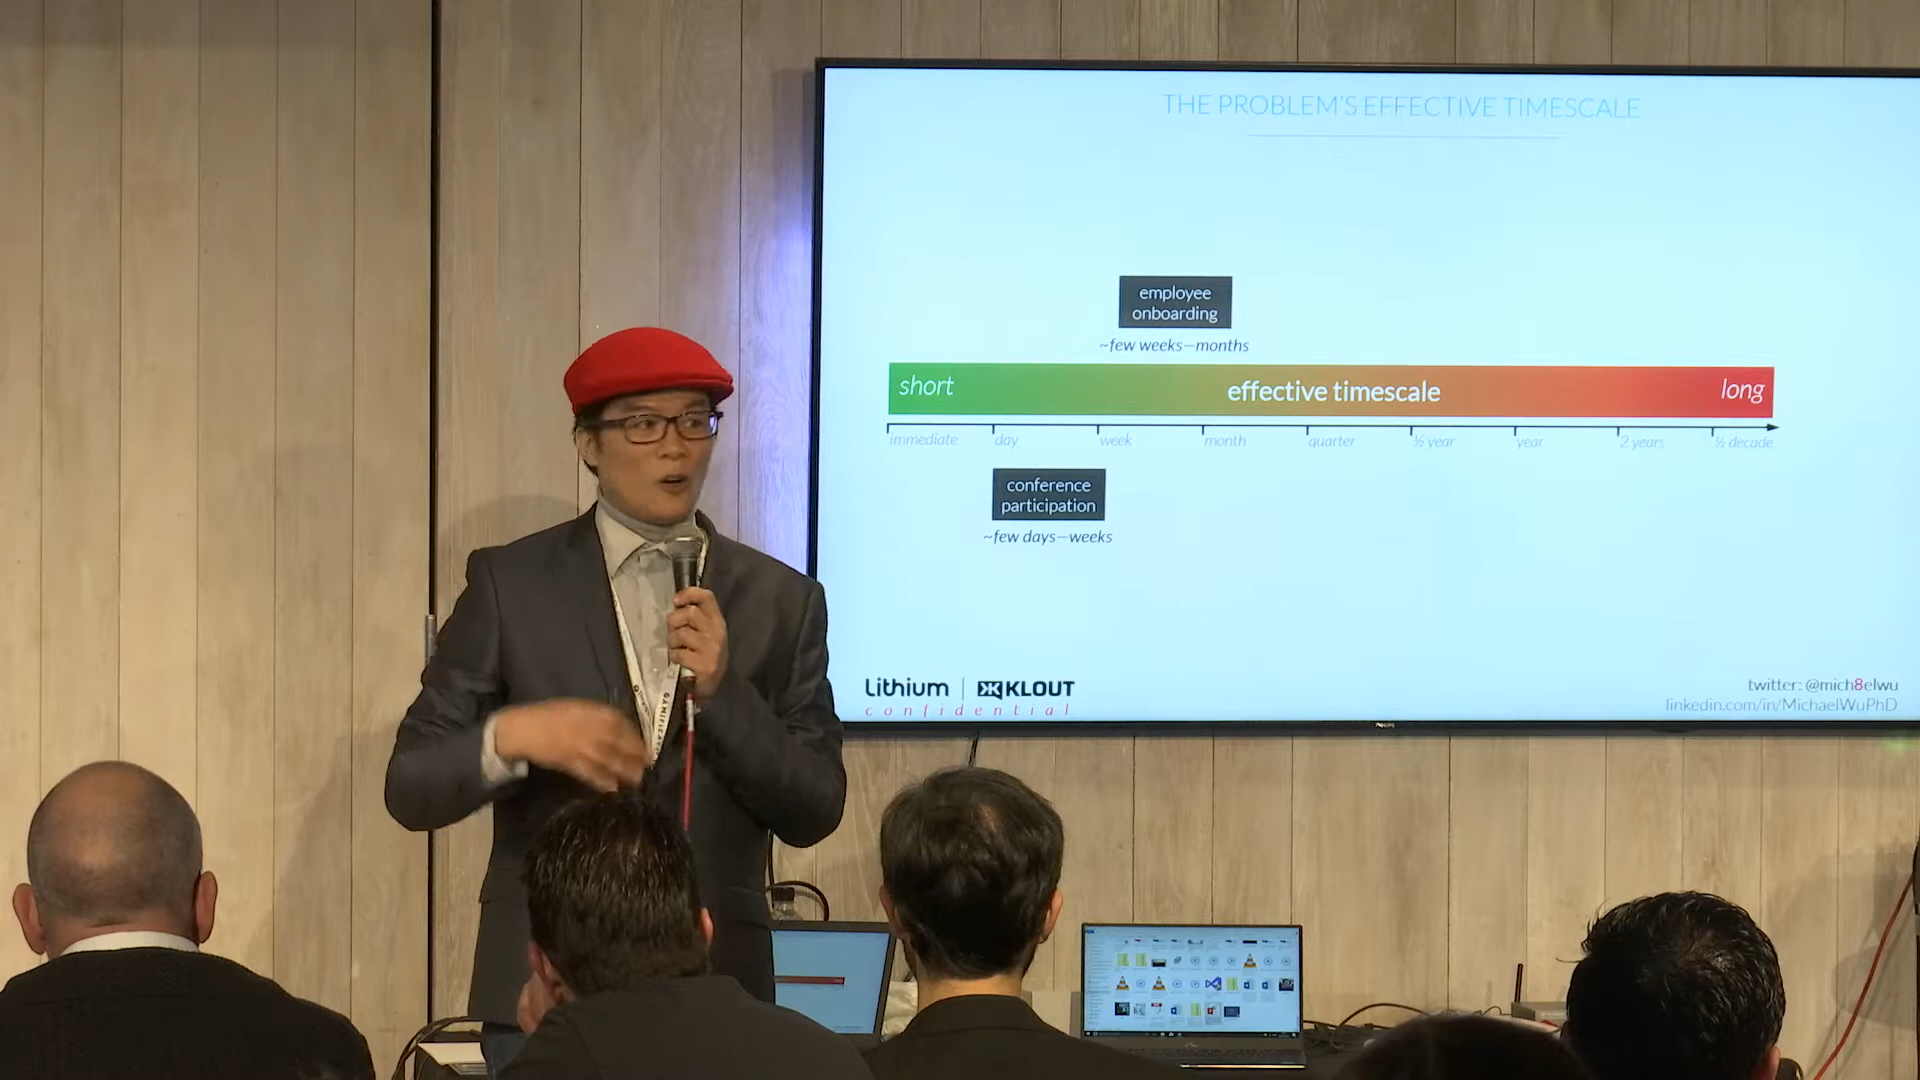 THE PROBLEM'S EFFECTIVE TIMESCALE
employee
onboarding
~few weeks—months
short
effective timescale
long
immediate
day
week
month
quarter
½ year
year
2 years
½ decade
conference
participation
~few days—weeks
Lithium | KLOUT
confidential
twitter: @mich8elwu
linkedin.com/in/MichaelWuPhD
PHILIPS